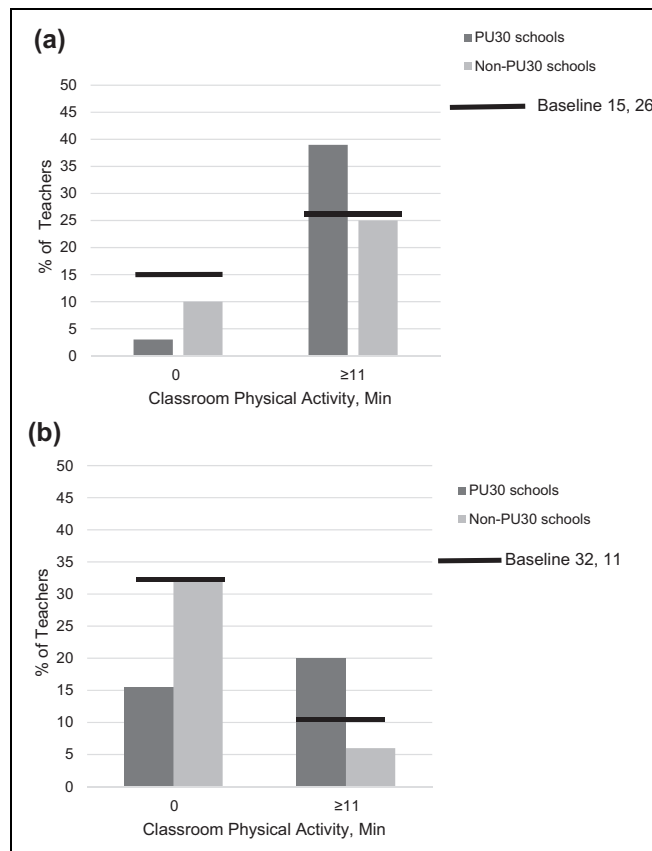 (a)
PU30 schools
Non-PU30 schools
Baseline 15, 26
50
45
40
35
30
25
20
15
10
5
0
% of Teachers
0
≥11
Classroom Physical Activity, Min
(b)
PU30 schools
Non-PU30 schools
Baseline 32, 11
50
45
40
35
30
25
20
15
10
5
0
% of Teachers
0
≥11
Classroom Physical Activity, Min